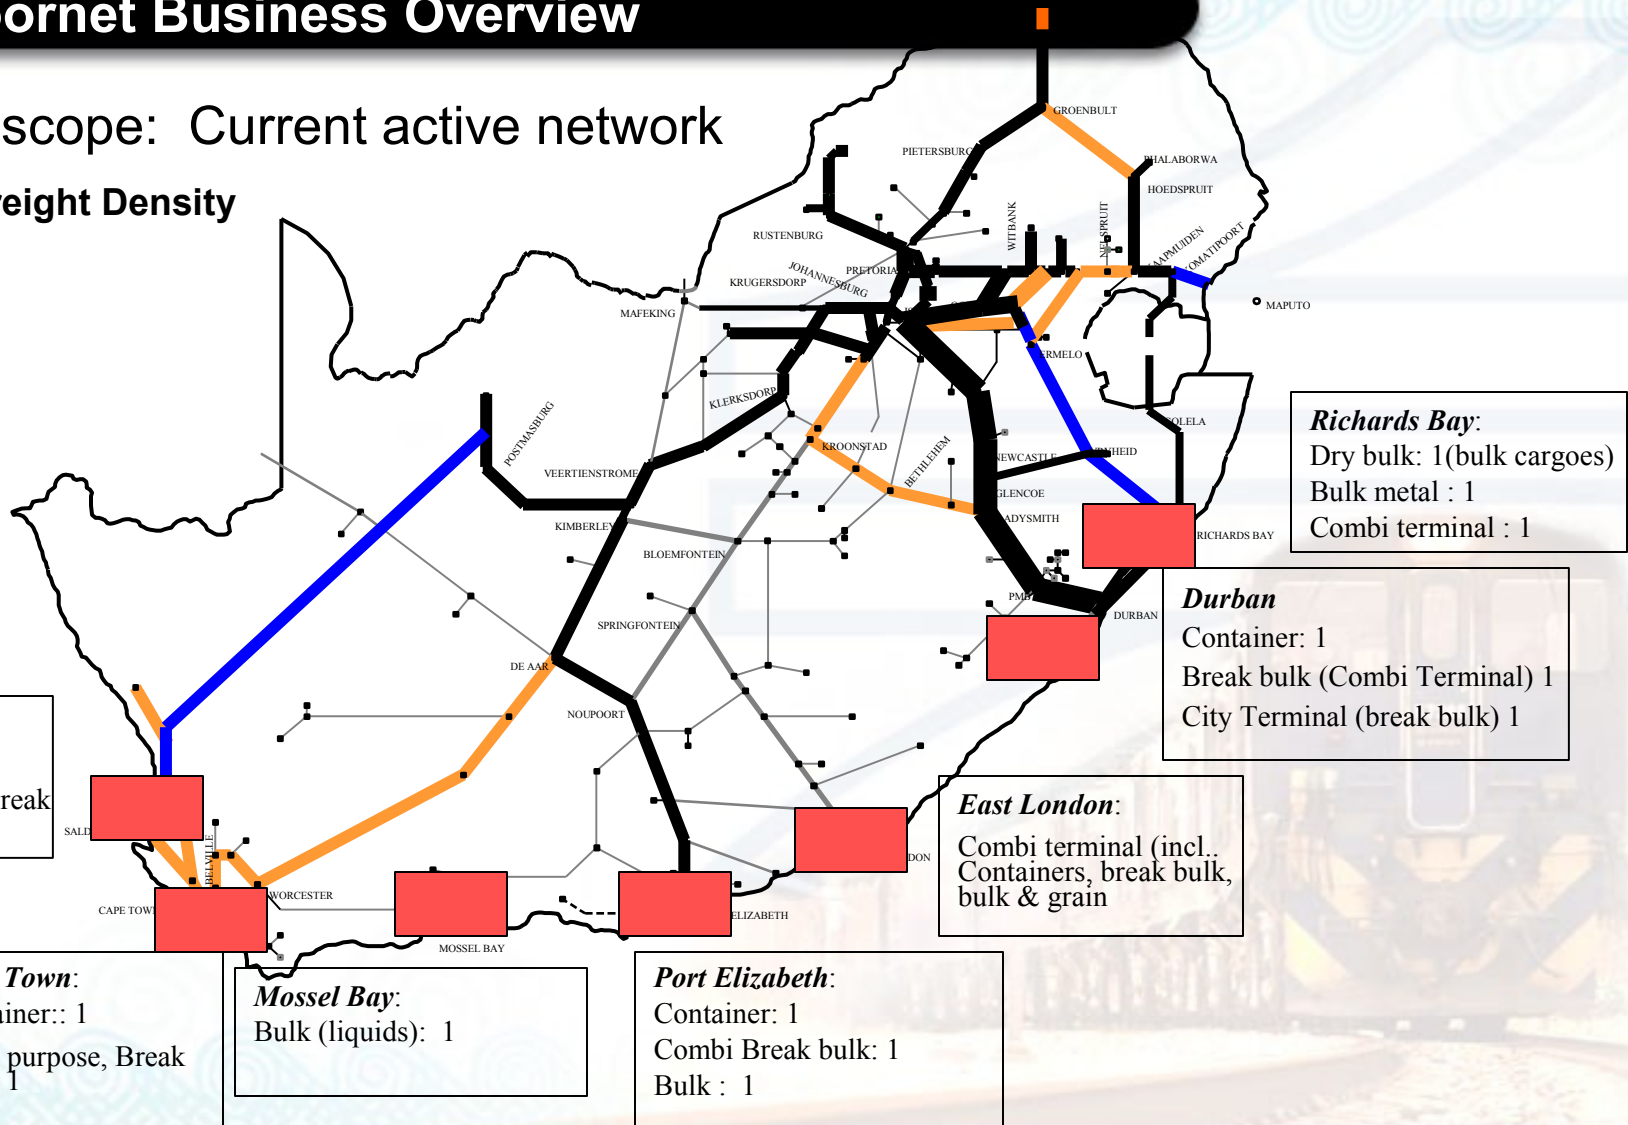 ornet Business Overview
scope: Current active network
eight Density
GROENBULT
PIETERSBURG
PHALABORWA
HOEDSPRUIT
WITBANK
NELSPRUIT
KAAPMUIDEN
KOMATIPOORT
RUSTENBURG
PRETORIA
JOHANNESBURG
KRUGERSDORP
MAFEKING
MAPUTO
ERMELO
KLERKSDORP
POSTMASBURG
KROONSTAD
BETHLEHEM
NEWCASTLE
GLENCOE
ADYSMITH
VRYHEID
GOLELA
VEERTIENSTROME
KIMBERLEY
BLOEMFONTEIN
RICHARDS BAY
SPRINGFONTEIN
PMB
DURBAN
DE AAR
NOUPOORT
SALD
BELVILLE
WORCESTER
CAPE TOWN
MOSSEL BAY
ELIZABETH
DON
Richards Bay:
Dry bulk: 1(bulk cargoes)
Bulk metal : 1
Combi terminal : 1
Durban
Container: 1
Break bulk (Combi Terminal) 1
City Terminal (break bulk) 1
East London:
Combi terminal (incl..
Containers, break bulk,
bulk & grain
reak
Town:
ainer:: 1
purpose, Break
1
Mossel Bay:
Bulk (liquids): 1
Port Elizabeth:
Container: 1
Combi Break bulk: 1
Bulk : 1